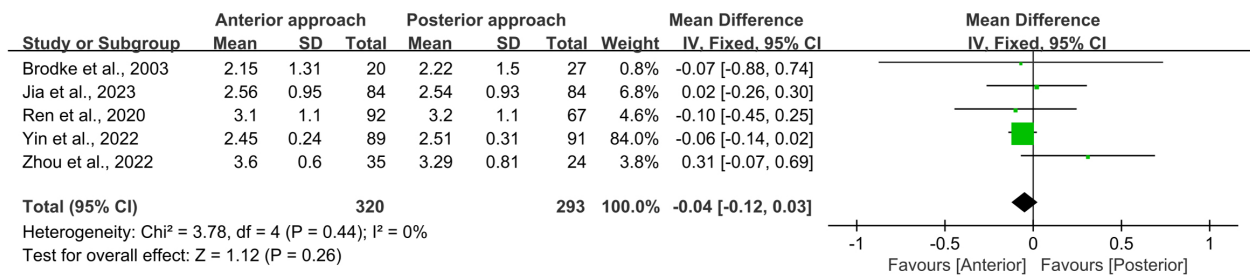 Anterior approach Posterior approach Mean Difference Mean Difference
Study or Subgroup Mean SD Total Mean SD Total Weight IV, Fixed, 95% CI IV, Fixed, 95% CI
Brodke et al., 2003 2.15 1.31 20 2.22 1.5 27 0.8% -0.07 [-0.88, 0.74]
Jia et al., 2023 2.56 0.95 84 2.54 0.93 84 6.8% 0.02 [-0.26, 0.30]
Ren et al., 2020 3.1 1.1 92 3.2 1.1 67 4.6% -0.10 [-0.45, 0.25]
Yin et al., 2022 2.45 0.24 89 2.51 0.31 91 84.0% -0.06 [-0.14, 0.02]
Zhou et al., 2022 3.6 0.6 35 3.29 0.81 24 3.8% 0.31 [-0.07, 0.69]
Total (95% CI) 320 293 100.0% -0.04 [-0.12, 0.03]
Heterogeneity: Chi² = 3.78, df = 4 (P = 0.44); I² = 0%
Test for overall effect: Z = 1.12 (P = 0.26)
-1 -0.5 0 0.5 1
Favours [Anterior] Favours [Posterior]